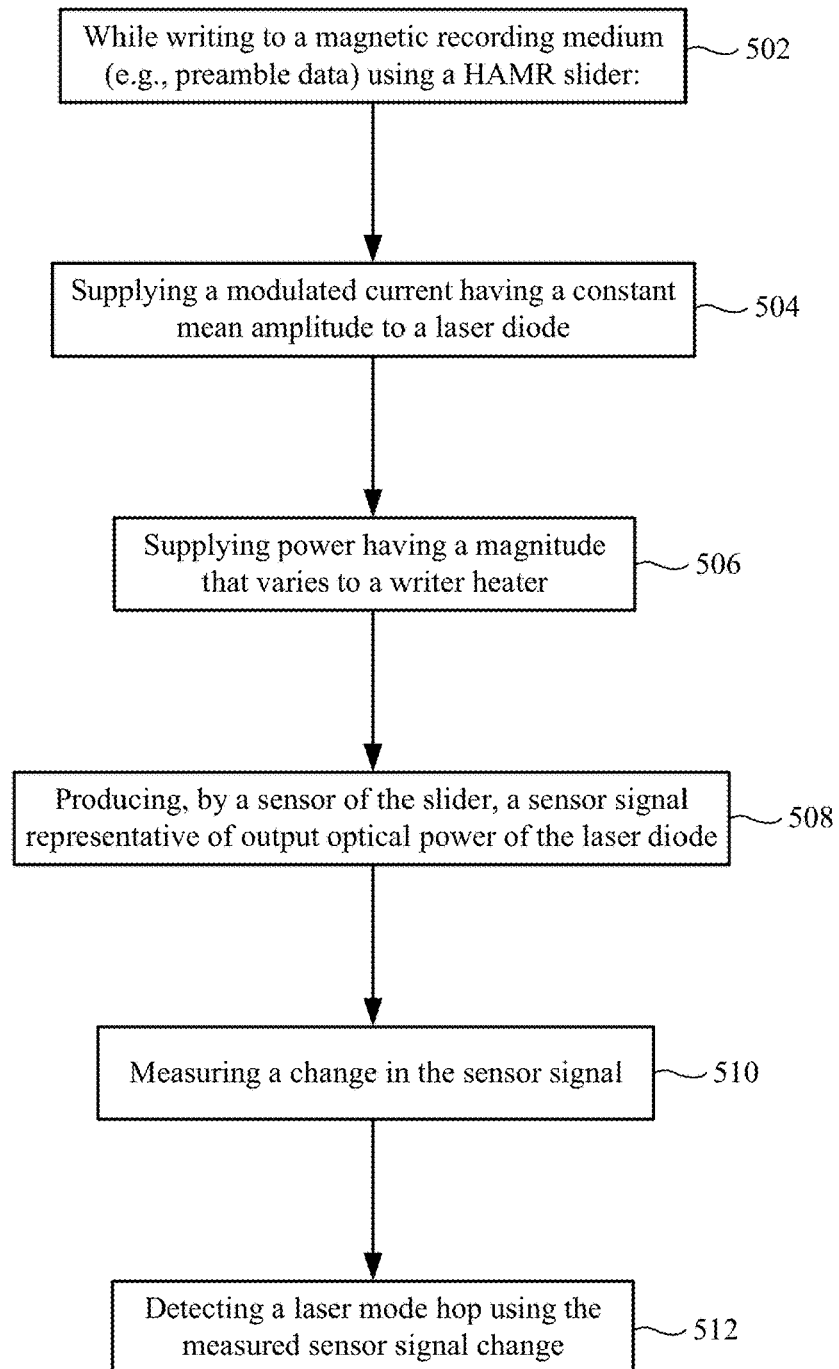 While writing to a magnetic recording medium
(e.g., preamble data) using a HAMR slider:
502
Supplying a modulated current having a constant
mean amplitude to a laser diode
504
Supplying power having a magnitude
that varies to a writer heater
506
Producing, by a sensor of the slider, a sensor signal
representative of output optical power of the laser diode
508
Measuring a change in the sensor signal
510
Detecting a laser mode hop using the
measured sensor signal change
512